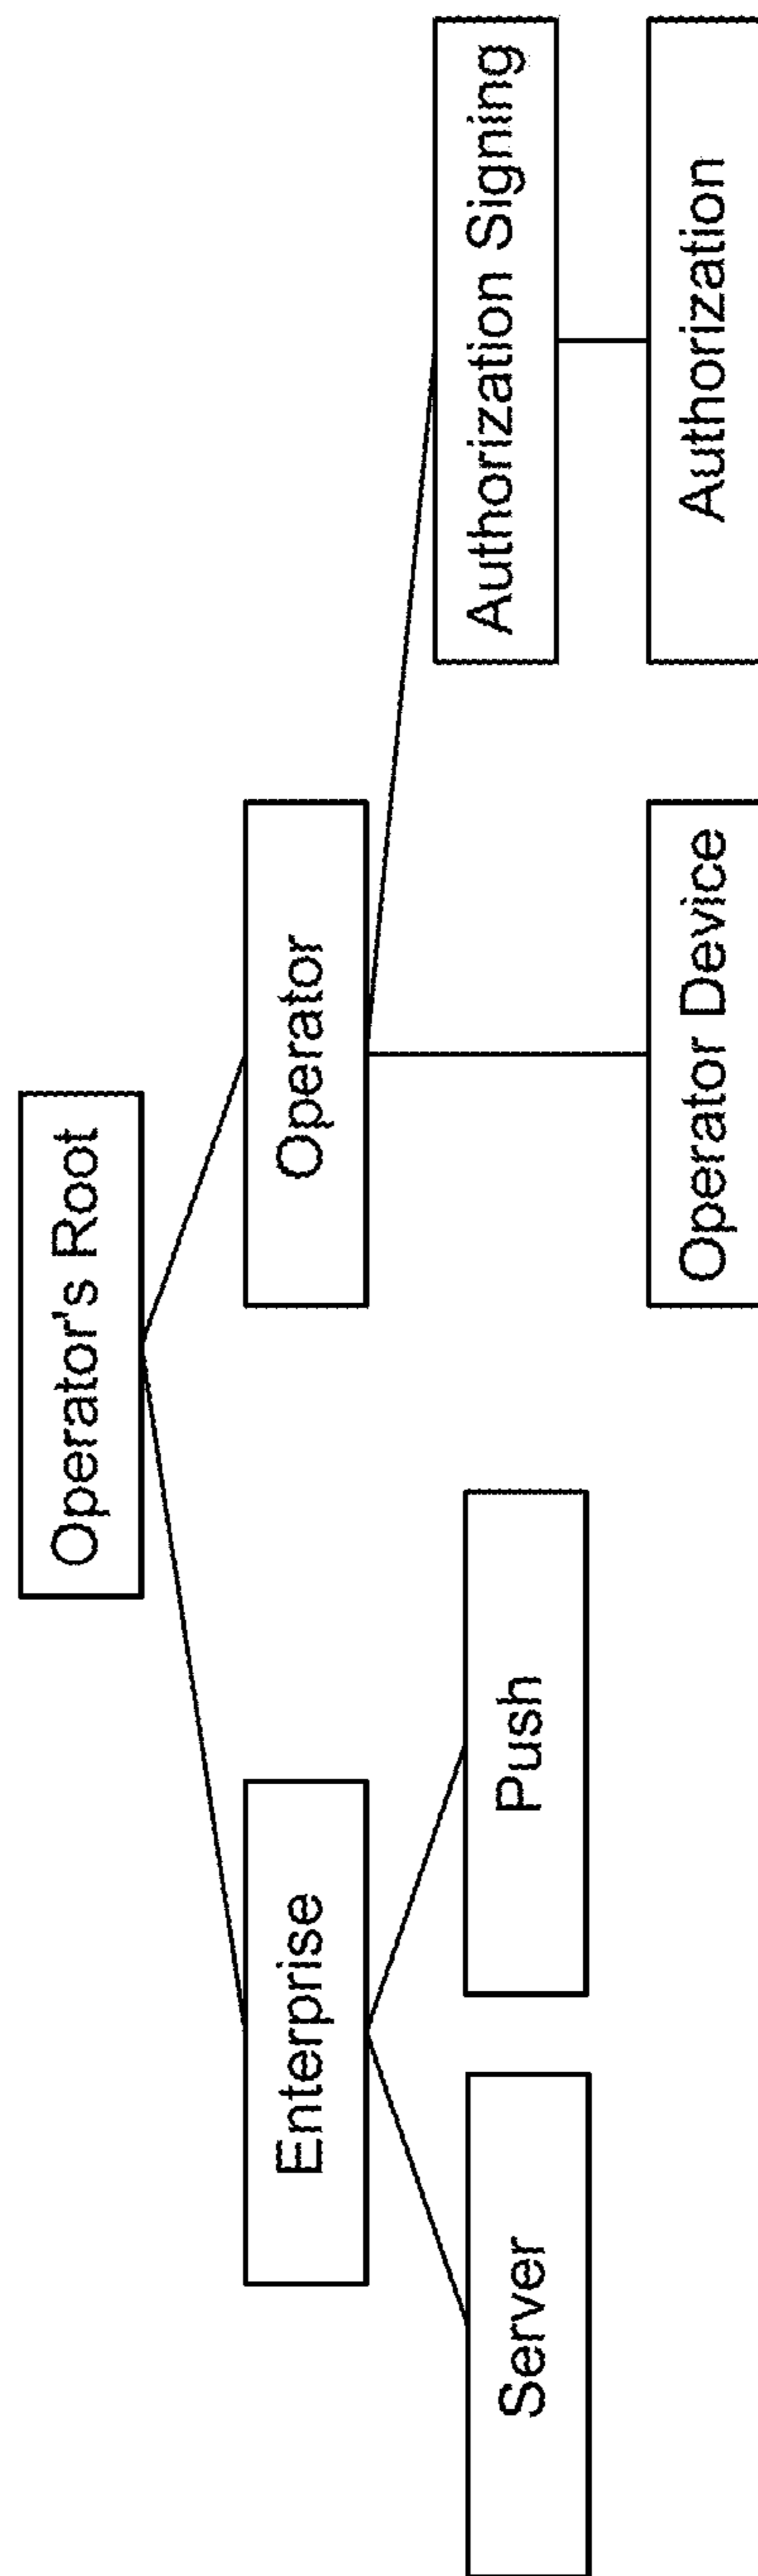 Operator's Root
Enterprise
Operator
Server
Push
Authorization Signing
Operator Device
Authorization